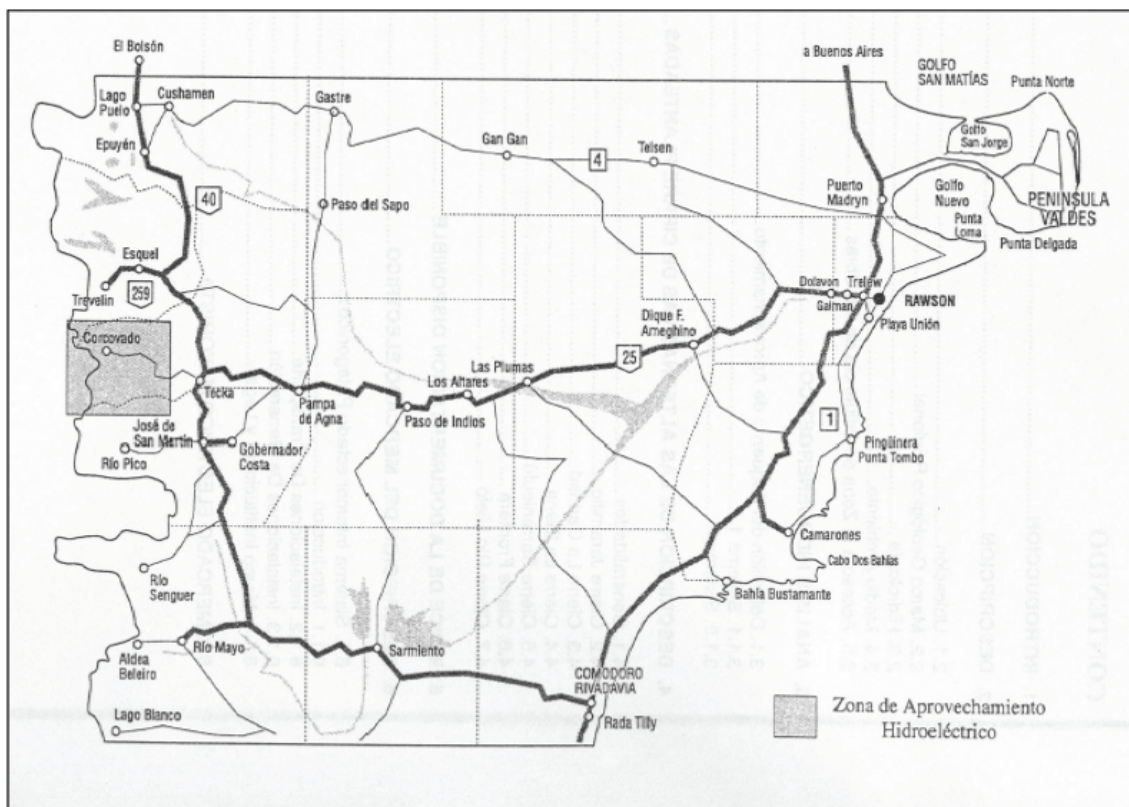 El Bolsón
a Buenos Aires
GOLFO
SAN MATÍAS
Punta Norte
Lago
Puelo
Cushamen
Gastre
Epuyén
Gan Gan
4
Telsen
Golfo
San Jorge
40
Paso del Sapo
Puerto
Madryn
Golfo
Nuevo
Punta
Loma
PENINSULA
VALDES
Punta Delgada
Esquel
Trevelin
259
Dolavon
Gaiman
Trelew
RAWSON
Playa Unión
Corcovado
Dique F.
Ameghino
25
Las Plumas
Los Altares
Tecka
Pampa
de Agna
Paso de Indios
1
José de
San Martín
Gobernador
Costa
Río Pico
Pingüinera
Punta Tombo
Camarones
Cabo Dos Bahías
Bahía Bustamante
Río
Senguer
Río Mayo
Aldea
Beleiro
Sarmiento
COMODORO
RIVADAVIA
Rada Tilly
Lago Blanco
Zona de Aprovechamiento
Hidroeléctrico